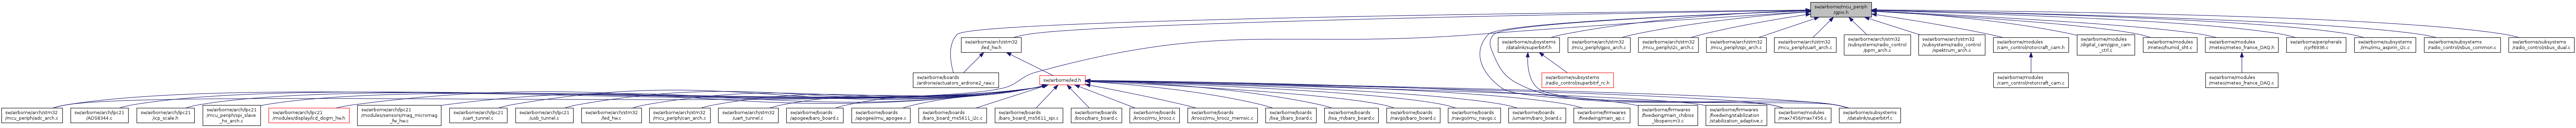 sw/airborne/mcu_periph
/gpio.h
sw/airborne/arch/stm32
/led_hw.h
sw/airborne/subsystems
/datalink/superbitrf.h
sw/airborne/arch/stm32
/mcu_periph/gpio_arch.c
sw/airborne/arch/stm32
/mcu_periph/i2c_arch.c
sw/airborne/arch/stm32
/mcu_periph/spi_arch.c
sw/airborne/arch/stm32
/mcu_periph/uart_arch.c
sw/airborne/arch/stm32
/subsystems/radio_control
/ppm_arch.c
sw/airborne/arch/stm32
/subsystems/radio_control
/spektrum_arch.c
sw/airborne/modules
/cam_control/rotorcraft_cam.h
sw/airborne/modules
/digital_cam/gpio_cam
_ctrl.c
sw/airborne/modules
/meteo/humid_sht.c
sw/airborne/modules
/meteo/meteo_france_DAQ.h
sw/airborne/peripherals
/cyrf6936.c
sw/airborne/subsystems
/imu/imu_aspirin_i2c.c
sw/airborne/subsystems
/radio_control/sbus_common.c
sw/airborne/subsystems
/radio_control/sbus_dual.c
sw/airborne/boards
/ardrone/actuators_ardrone2_raw.c
sw/airborne/led.h
sw/airborne/subsystems
/radio_control/superbitrf_rc.h
sw/airborne/modules
/cam_control/rotorcraft_cam.c
sw/airborne/modules
/meteo/meteo_france_DAQ.c
sw/airborne/arch/stm32
/mcu_periph/adc_arch.c
sw/airborne/arch/lpc21
/ADS8344.c
sw/airborne/arch/lpc21
/icp_scale.h
sw/airborne/arch/lpc21
/mcu_periph/spi_slave
_hs_arch.c
sw/airborne/arch/lpc21
/modules/display/lcd_dogm_hw.h
sw/airborne/arch/lpc21
/modules/sensors/mag_micromag
_fw_hw.c
sw/airborne/arch/lpc21
/uart_tunnel.c
sw/airborne/arch/lpc21
/usb_tunnel.c
sw/airborne/arch/stm32
/led_hw.c
sw/airborne/arch/stm32
/mcu_periph/can_arch.c
sw/airborne/arch/stm32
/uart_tunnel.c
sw/airborne/boards
/apogee/baro_board.c
sw/airborne/boards
/apogee/imu_apogee.c
sw/airborne/boards
/baro_board_ms5611_i2c.c
sw/airborne/boards
/baro_board_ms5611_spi.c
sw/airborne/boards
/booz/baro_board.c
sw/airborne/boards
/krooz/imu_krooz.c
sw/airborne/boards
/krooz/imu_krooz_memsic.c
sw/airborne/boards
/lisa_l/baro_board.c
sw/airborne/boards
/lisa_m/baro_board.c
sw/airborne/boards
/navgo/baro_board.c
sw/airborne/boards
/navgo/imu_navgo.c
sw/airborne/boards
/umarim/baro_board.c
sw/airborne/firmwares
/fixedwing/main_ap.c
sw/airborne/firmwares
/fixedwing/main_chibios
_libopencm3.c
sw/airborne/firmwares
/fixedwing/stabilization
/stabilization_adaptive.c
sw/airborne/modules
/max7456/max7456.c
sw/airborne/subsystems
/datalink/superbitrf.c